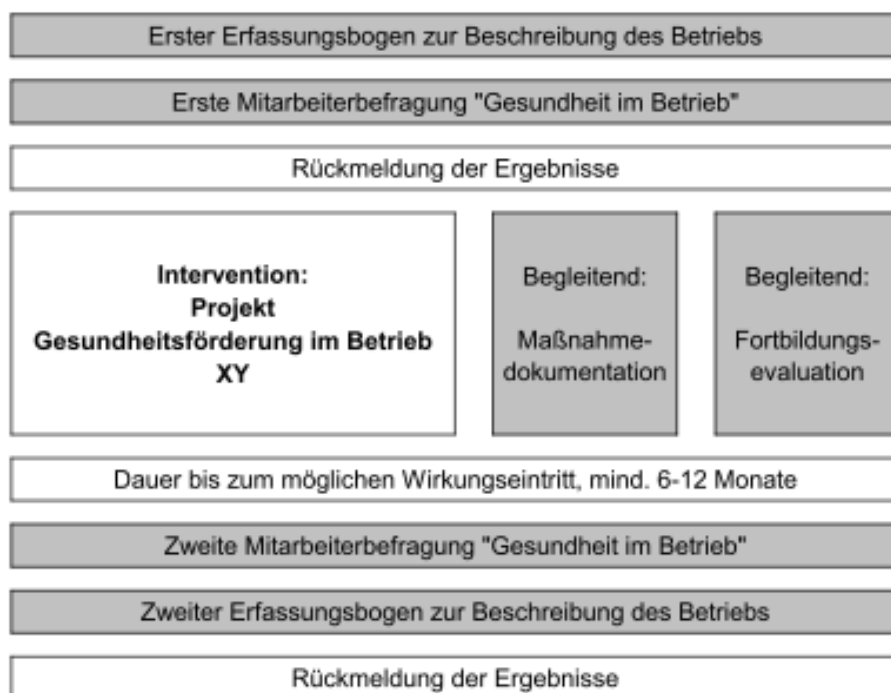 Erster Erfassungsbogen zur Beschreibung des Betriebs
Erste Mitarbeiterbefragung "Gesundheit im Betrieb"
Rückmeldung der Ergebnisse
Intervention:
Projekt
Gesundheitsförderung im Betrieb
XY
Begleitend:
Maßnahme-
dokumentation
Begleitend:
Fortbildungs-
evaluation
Dauer bis zum möglichen Wirkungseintritt, mind. 6-12 Monate
Zweite Mitarbeiterbefragung "Gesundheit im Betrieb"
Zweiter Erfassungsbogen zur Beschreibung des Betriebs
Rückmeldung der Ergebnisse